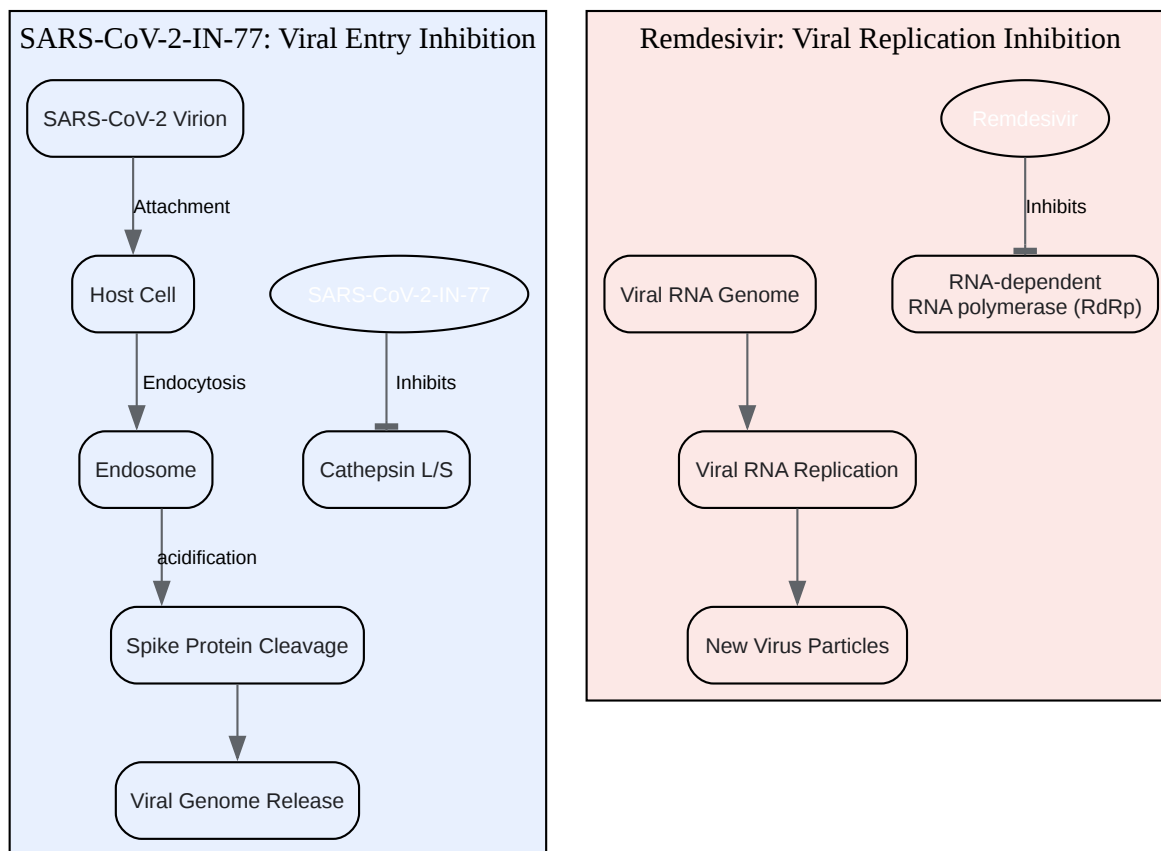 SARS-CoV-2-IN-77: Viral Entry Inhibition
SARS-CoV-2 Virion
Attachment
Host Cell
SARS-CoV-2-IN-77
Endocytosis
Inhibits
Endosome
Cathepsin L/S
acidification
Spike Protein Cleavage
Viral Genome Release
Remdesivir: Viral Replication Inhibition
Remdesivir
Inhibits
Viral RNA Genome
RNA-dependent
RNA polymerase (RdRp)
Viral RNA Replication
New Virus Particles